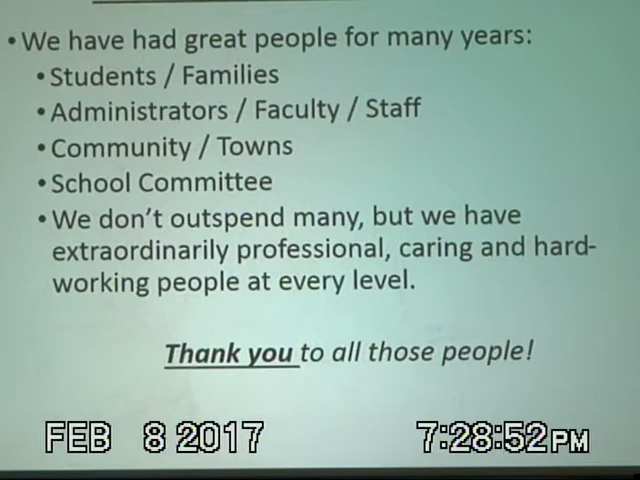 • We have had great people for many years:
• Students / Families
• Administrators / Faculty / Staff
• Community / Towns
• School Committee
• We don't outspend many, but we have
extraordinarily professional, caring and hard-
working people at every level.
Thank you to all those people!
FEB 8 2017 7:28:52 PM